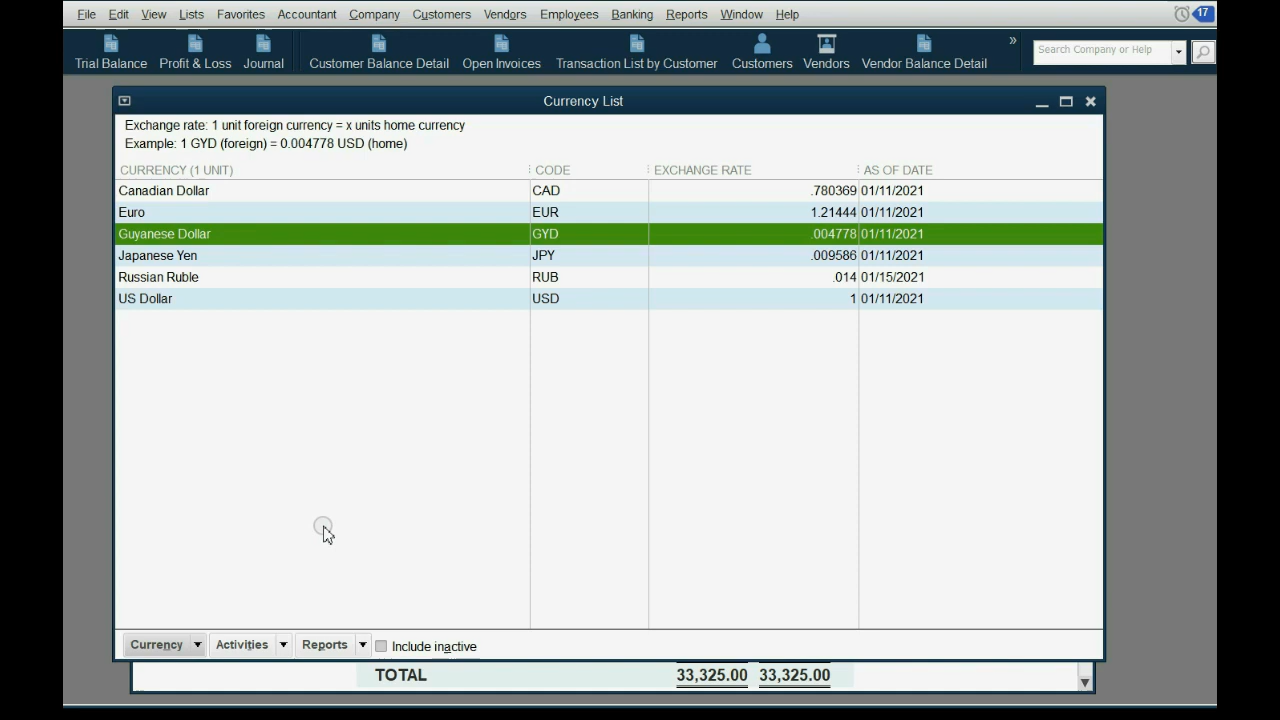 File Edit View Lists Favorites Accountant Company Customers Vendors Employees Banking Reports Window Help 17
Trial Balance Profit & Loss Journal Customer Balance Detail Open Invoices Transaction List by Customer Customers Vendors Vendor Balance Detail » Search Company or Help
Currency List
Exchange rate: 1 unit foreign currency = x units home currency
Example: 1 GYD (foreign) = 0.004778 USD (home)
CURRENCY (1 UNIT) CODE EXCHANGE RATE AS OF DATE
Canadian Dollar CAD .780369 01/11/2021
Euro EUR 1.21444 01/11/2021
Guyanese Dollar GYD .004778 01/11/2021
Japanese Yen JPY .009586 01/11/2021
Russian Ruble RUB .014 01/15/2021
US Dollar USD 1 01/11/2021
Currency Activities Reports Include inactive
TOTAL 33,325.00 33,325.00